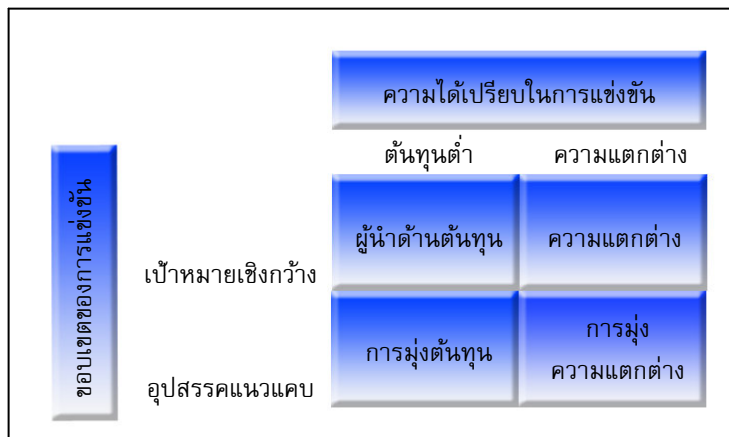 ความได้เปรียบในการแข่งขัน
ต้นทุนต่ำ ความแตกต่าง
ขอบเขตของการแข่งขัน
เป้าหมายเชิงกว้าง
ผู้นำด้านต้นทุน
ความแตกต่าง
อุปสรรคแนวแคบ
การมุ่งต้นทุน
การมุ่ง
ความแตกต่าง